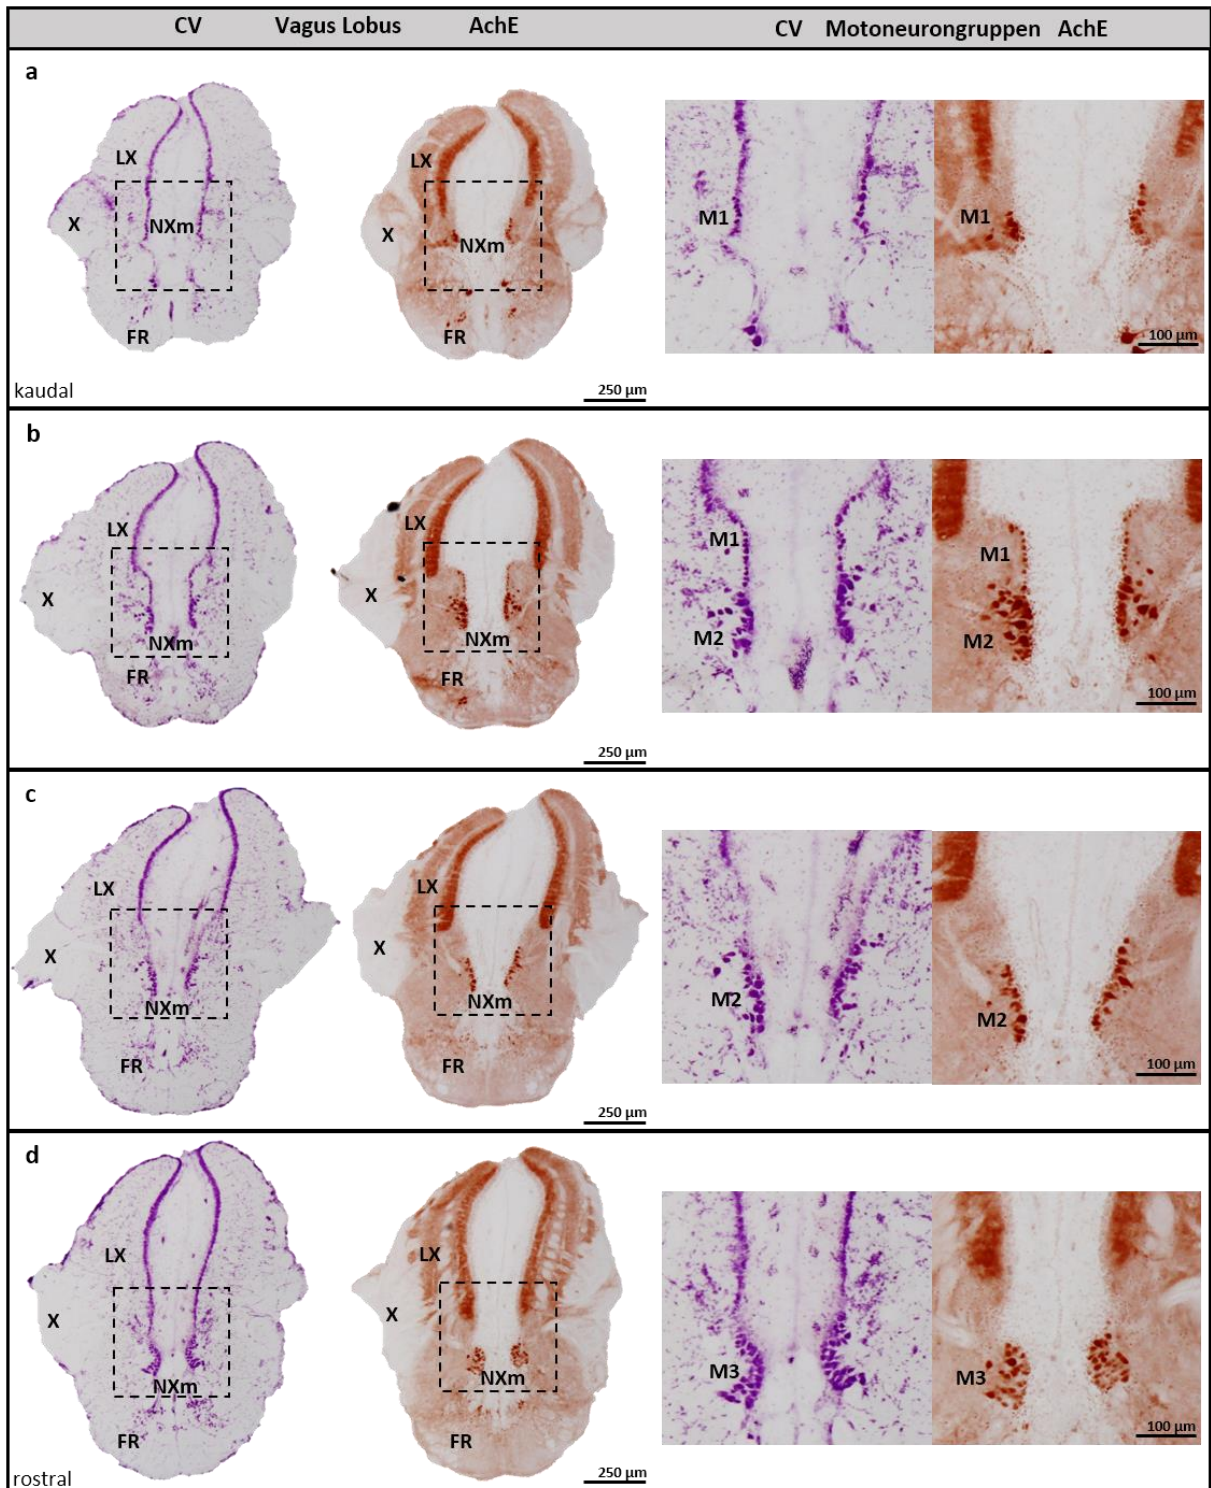 CV Vagus Lobus AchE CV Motoneurongruppen AchE
a
LX LX
X NXm X NXm M1 M1
FR FR
100 µm
kaudal 250 µm
b
LX LX M1 M1
X X
NXm NXm M2 M2
FR FR
100 µm
250 µm
c
LX LX
X X
NXm NXm M2 M2
FR FR
100 µm
250 µm
d
LX LX
X X
NXm NXm M3 M3
FR FR
100 µm
rostral 250 µm